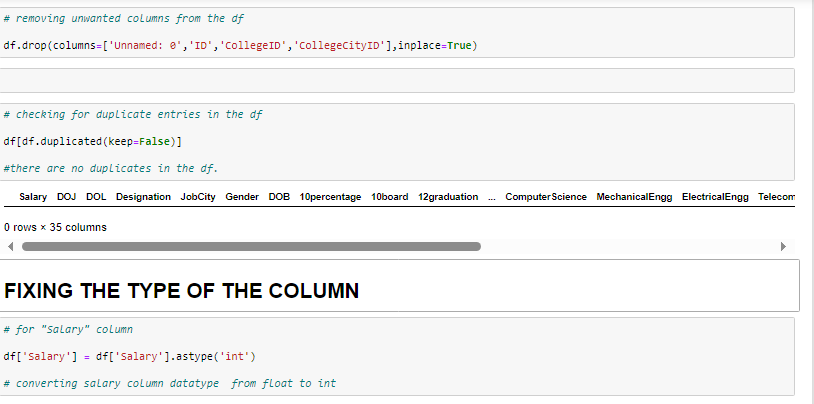 # removing unwanted columns from the df
df.drop(columns=['Unnamed: 0','ID','CollegeID','CollegeCityID'],inplace=True)
# checking for duplicate entries in the df
df[df.duplicated(keep=False)]
#there are no duplicates in the df.
Salary DOJ DOL Designation JobCity Gender DOB 10percentage 10board 12graduation ... ComputerScience MechanicalEngg ElectricalEngg Telecom
0 rows × 35 columns
FIXING THE TYPE OF THE COLUMN
# for "Salary" column
df['Salary'] = df['Salary'].astype('int')
# converting salary column datatype  from float to int